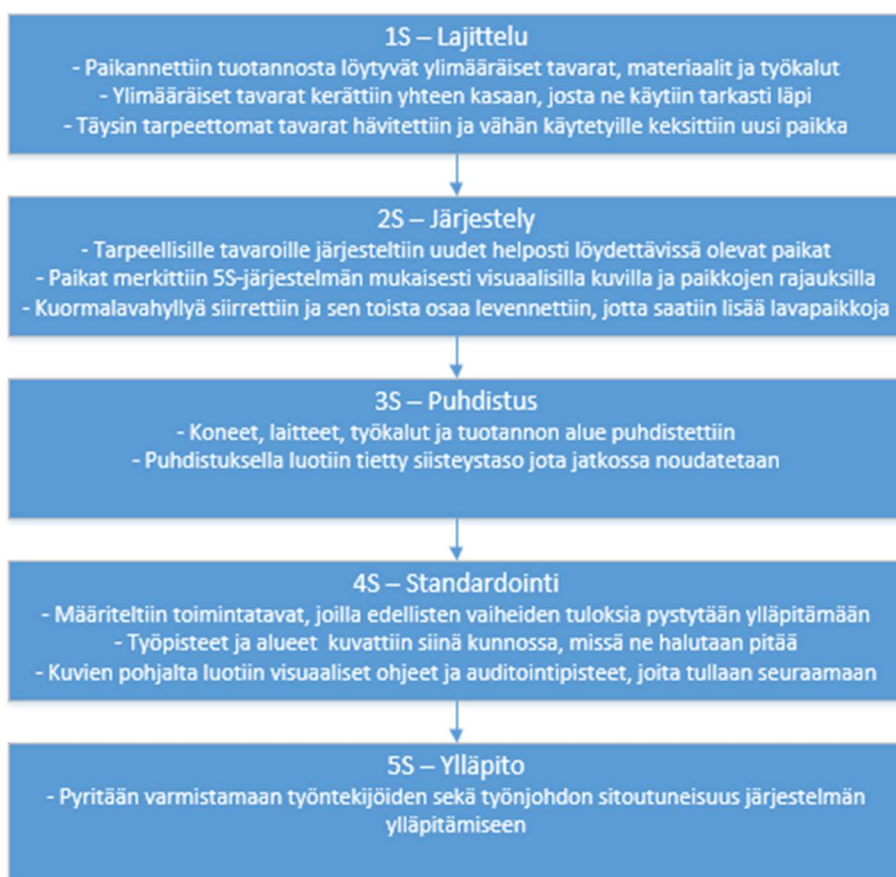 1S – Lajittelu
- Paikannettiin tuotannosta löytyvät ylimääräiset tavarat, materiaalit ja työkalut
- Ylimääräiset tavarat kerättiin yhteen kasaan, josta ne käytiin tarkasti läpi
- Täysin tarpeettomat tavarat hävitettiin ja vähän käytetyille keksittiin uusi paikka
2S – Järjestely
- Tarpeellisille tavaroille järjesteltiin uudet helposti löydettävissä olevat paikat
- Paikat merkittiin 5S-järjestelmän mukaisesti visuaalisilla kuvilla ja paikkojen rajauksilla
- Kuormalavahyllyä siirrettiin ja sen toista osaa levennettiin, jotta saatiin lisää lavapaikkoja
3S – Puhdistus
- Koneet, laitteet, työkalut ja tuotannon alue puhdistettiin
- Puhdistuksella luotiin tietty siisteystaso jota jatkossa noudatetaan
4S – Standardointi
- Määriteltiin toimintatavat, joilla edellisten vaiheiden tuloksia pystytään ylläpitämään
- Työpisteet ja alueet kuvattiin siinä kunnossa, missä ne halutaan pitää
- Kuvien pohjalta luotiin visuaaliset ohjeet ja auditointipisteet, joita tullaan seuraamaan
5S – Ylläpito
- Pyritään varmistamaan työntekijöiden sekä työnjohdon sitoutuneisuus järjestelmän
ylläpitämiseen